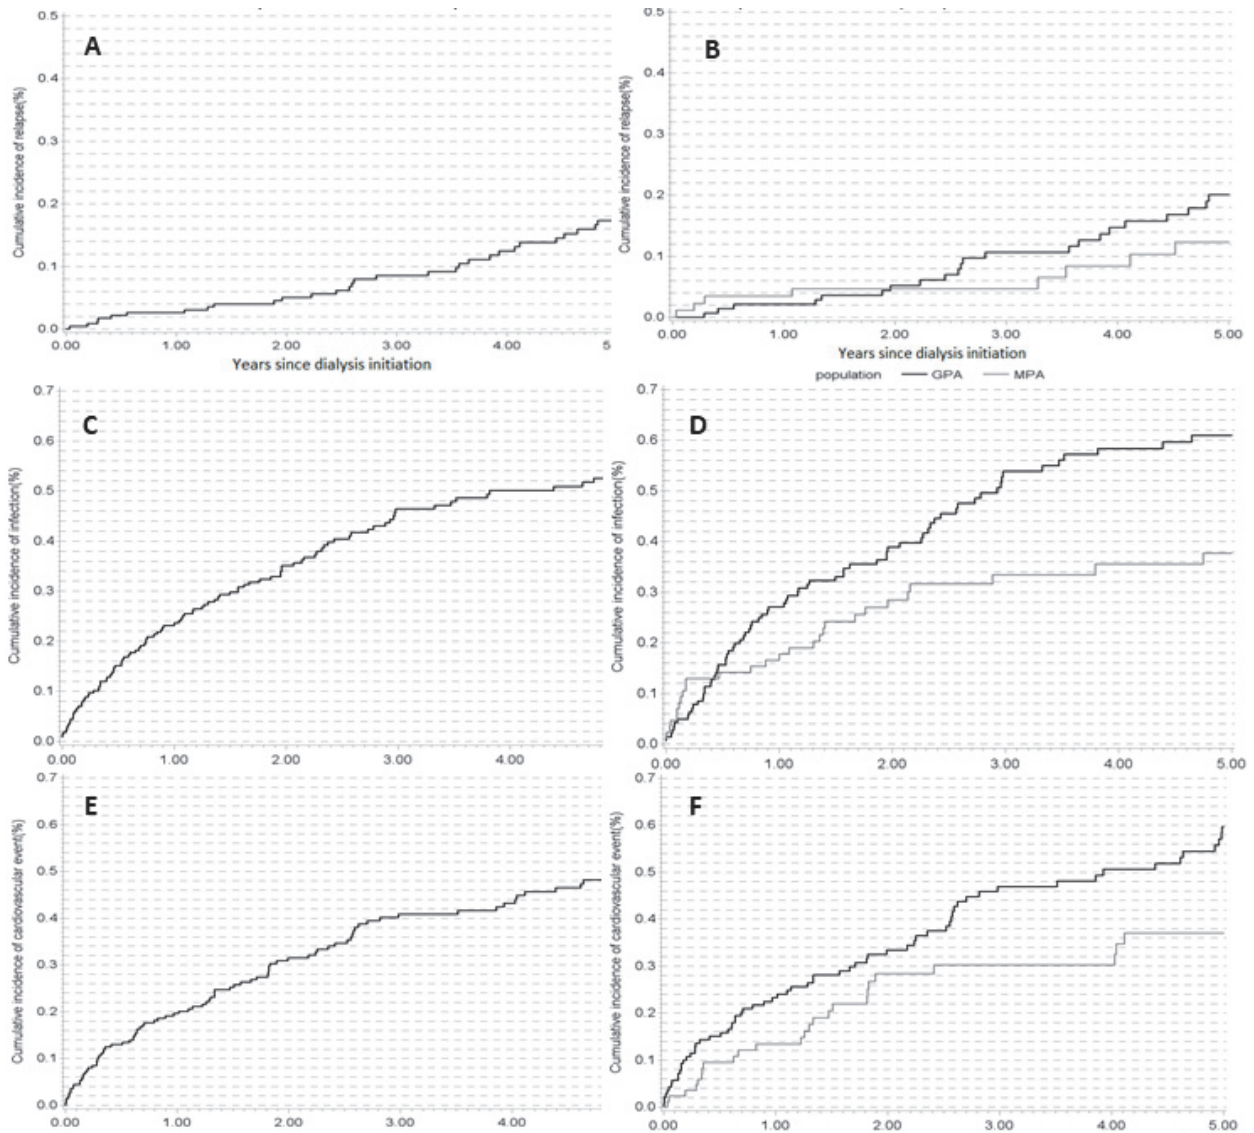 A
Cumulative incidence of relapse(%)
0.5
0.4
0.3
0.2
0.1
0.0
0.00 1.00 2.00 3.00 4.00 5
Years since dialysis initiation
B
Cumulative incidence of relapse(%)
0.5
0.4
0.3
0.2
0.1
0.0
0.00 1.00 2.00 3.00 4.00 5.00
Years since dialysis initiation
population GPA MPA
C
Cumulative incidence of infection(%)
0.7
0.6
0.5
0.4
0.3
0.2
0.1
0.0
0.00 1.00 2.00 3.00 4.00
D
Cumulative incidence of infection(%)
0.7
0.6
0.5
0.4
0.3
0.2
0.1
0.0
0.00 1.00 2.00 3.00 4.00 5.00
E
Cumulative incidence of cardiovascular event(%)
0.7
0.6
0.5
0.4
0.3
0.2
0.1
0.0
0.00 1.00 2.00 3.00 4.00
F
Cumulative incidence of cardiovascular event(%)
0.7
0.6
0.5
0.4
0.3
0.2
0.1
0.0
0.00 1.00 2.00 3.00 4.00 5.00